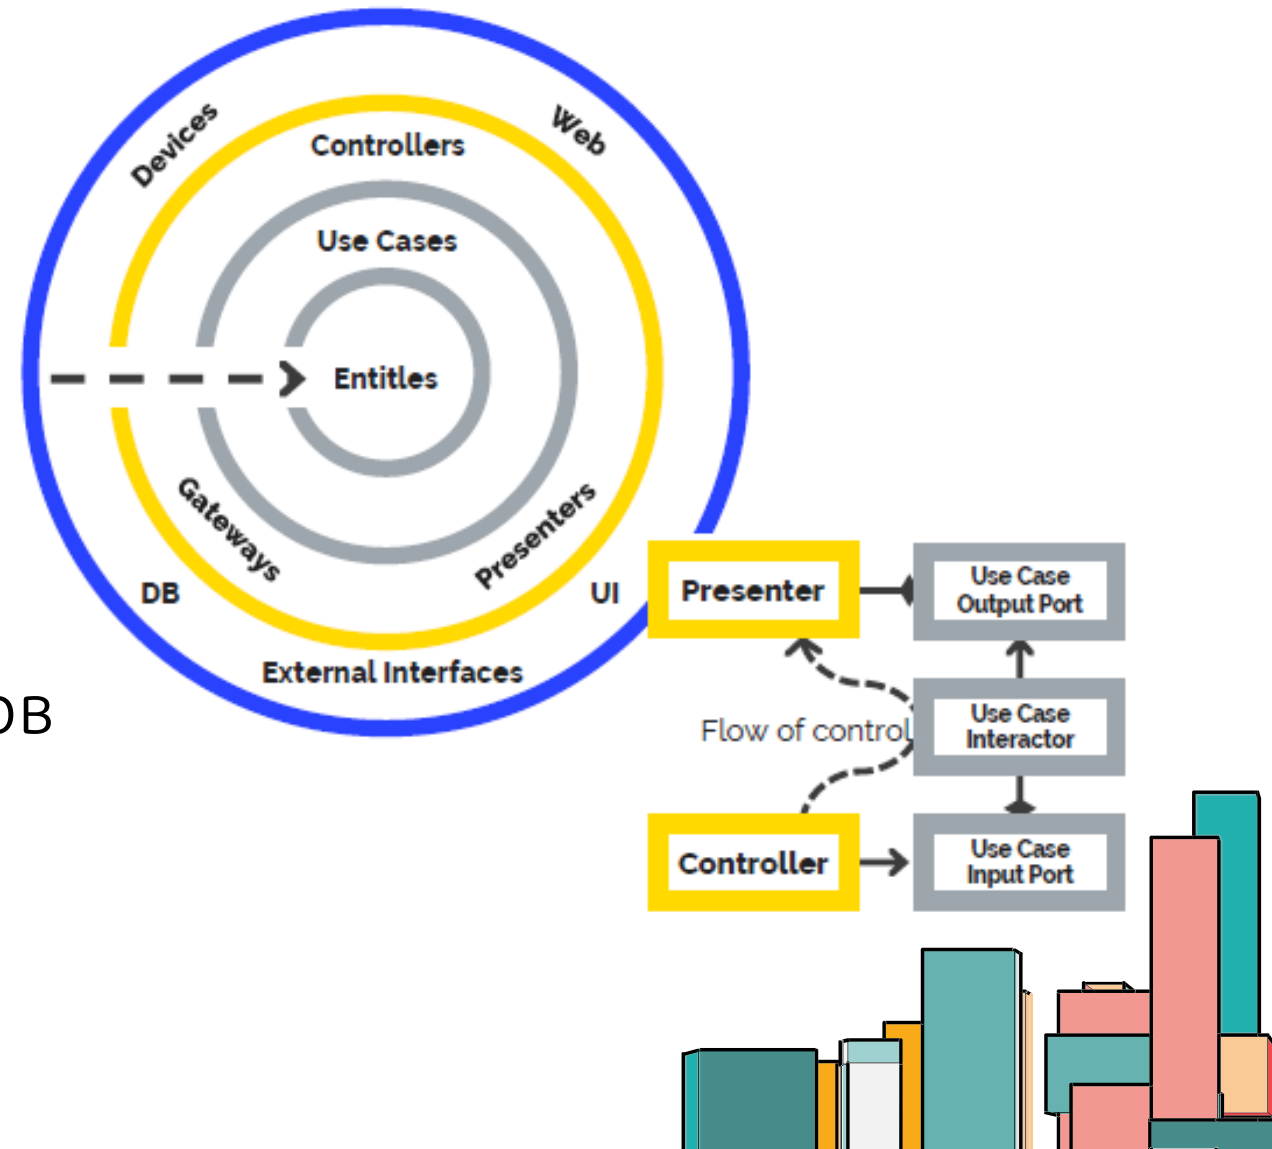 Devices
Web
Controllers
Use Cases
Entitles
Gateways
Presenters
DB
UI
External Interfaces
DB
Presenter
Use Case
Output Port
Flow of control
Use Case
Interactor
Controller
Use Case
Input Port